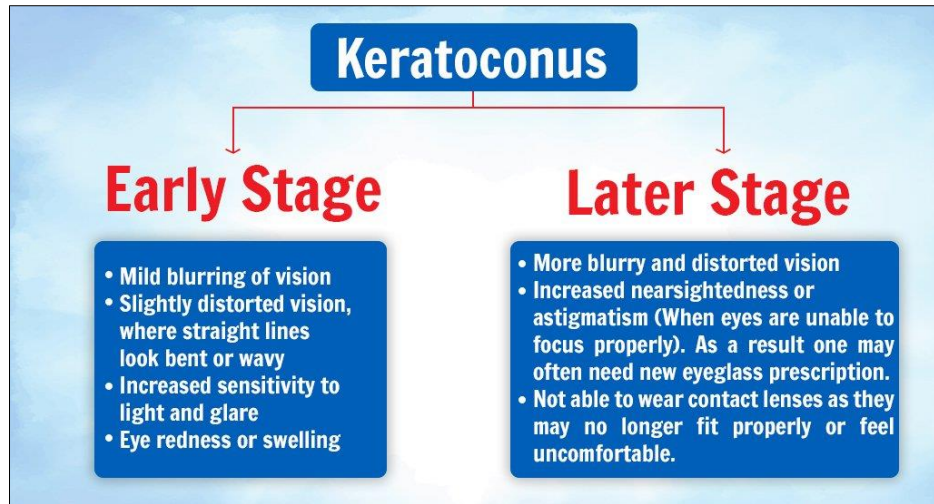 Keratoconus
Early Stage
• Mild blurring of vision
• Slightly distorted vision,
where straight lines
look bent or wavy
• Increased sensitivity to
light and glare
• Eye redness or swelling
Later Stage
• More blurry and distorted vision
• Increased nearsightedness or
astigmatism (When eyes are unable to
focus properly). As a result one may
often need new eyeglass prescription.
• Not able to wear contact lenses as they
may no longer fit properly or feel
uncomfortable.